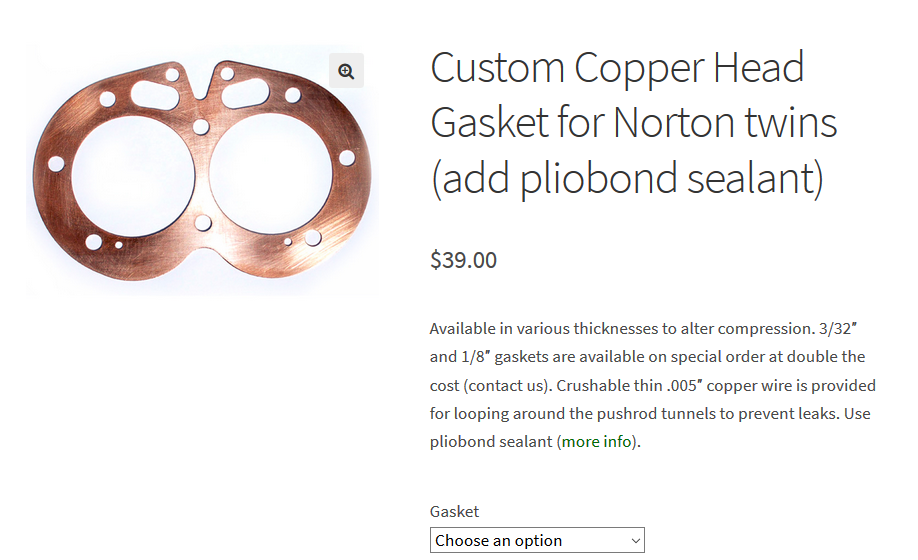 Custom Copper Head
Gasket for Norton twins
(add pliobond sealant)
$39.00
Available in various thicknesses to alter compression. 3/32″
and 1/8″ gaskets are available on special order at double the
cost (contact us). Crushable thin .005″ copper wire is provided
for looping around the pushrod tunnels to prevent leaks. Use
pliobond sealant (more info).
Gasket
Choose an option